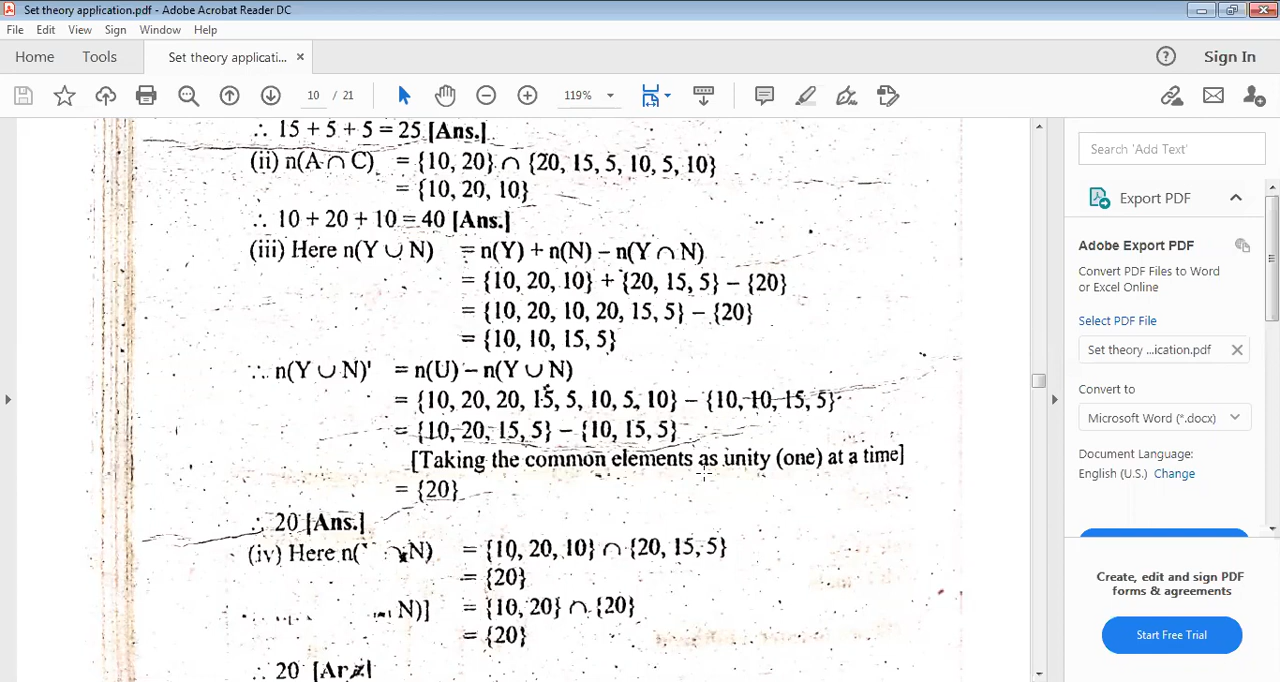 Set theory application.pdf - Adobe Acrobat Reader DC
File Edit View Sign Window Help
Home Tools Set theory applicati... × Sign In
10 / 21 119%
∴ 15 + 5 + 5 = 25 [Ans.]
(ii) n(A ∩ C) = {10, 20} ∩ {20, 15, 5, 10, 5, 10}
= {10, 20, 10}
∴ 10 + 20 + 10 = 40 [Ans.]
(iii) Here n(Y ∪ N) = n(Y) + n(N) – n(Y ∩ N)
= {10, 20, 10} + {20, 15, 5} – {20}
= {10, 20, 10, 20, 15, 5} – {20}
= {10, 10, 15, 5}
∴ n(Y ∪ N)' = n(U) – n(Y ∪ N)
= {10, 20, 20, 15, 5, 10, 5, 10} – {10, 10, 15, 5}
= {10, 20, 15, 5} – {10, 15, 5}
[Taking the common elements as unity (one) at a time]
= {20}
∴ 20 [Ans.]
(iv) Here n( ∩ N) = {10, 20, 10} ∩ {20, 15, 5}
= {20}
N)] = {10, 20} ∩ {20}
= {20}
∴ 20
Search 'Add Text'
Export PDF
Adobe Export PDF
Convert PDF Files to Word
or Excel Online
Select PDF File
Set theory ...ication.pdf ×
Convert to
Microsoft Word (*.docx)
Document Language:
English (U.S.) Change
Create, edit and sign PDF
forms & agreements
Start Free Trial